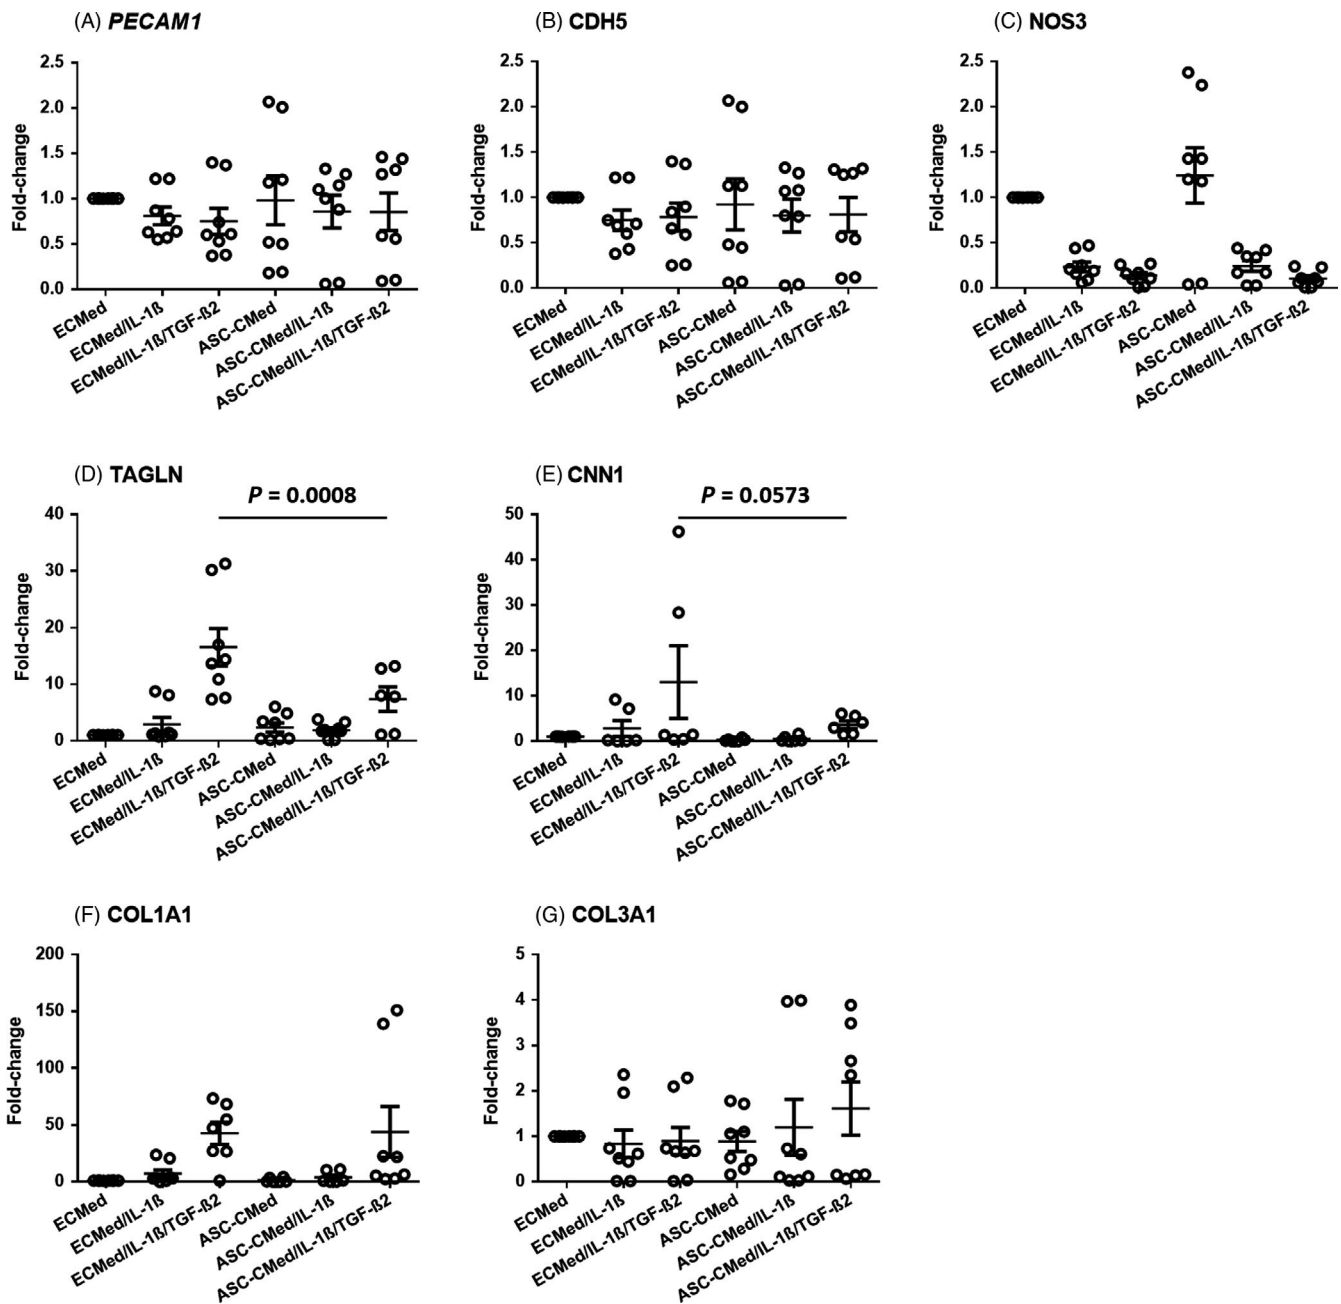 (A) PECAM1
Fold-change
2.5
2.0
1.5
1.0
0.5
0.0
ECMed
ECMed/IL-1ß
ECMed/IL-1ß/TGF-ß2
ASC-CMed
ASC-CMed/IL-1ß
ASC-CMed/IL-1ß/TGF-ß2
(B) CDH5
Fold-change
2.5
2.0
1.5
1.0
0.5
0.0
ECMed
ECMed/IL-1ß
ECMed/IL-1ß/TGF-ß2
ASC-CMed
ASC-CMed/IL-1ß
ASC-CMed/IL-1ß/TGF-ß2
(C) NOS3
Fold-change
2.5
2.0
1.5
1.0
0.5
0.0
ECMed
ECMed/IL-1ß
ECMed/IL-1ß/TGF-ß2
ASC-CMed
ASC-CMed/IL-1ß
ASC-CMed/IL-1ß/TGF-ß2
(D) TAGLN
P = 0.0008
Fold-change
40
30
20
10
0
ECMed
ECMed/IL-1ß
ECMed/IL-1ß/TGF-ß2
ASC-CMed
ASC-CMed/IL-1ß
ASC-CMed/IL-1ß/TGF-ß2
(E) CNN1
P = 0.0573
Fold-change
50
40
30
20
10
0
ECMed
ECMed/IL-1ß
ECMed/IL-1ß/TGF-ß2
ASC-CMed
ASC-CMed/IL-1ß
ASC-CMed/IL-1ß/TGF-ß2
(F) COL1A1
Fold-change
200
150
100
50
0
ECMed
ECMed/IL-1ß
ECMed/IL-1ß/TGF-ß2
ASC-CMed
ASC-CMed/IL-1ß
ASC-CMed/IL-1ß/TGF-ß2
(G) COL3A1
Fold-change
5
4
3
2
1
0
ECMed
ECMed/IL-1ß
ECMed/IL-1ß/TGF-ß2
ASC-CMed
ASC-CMed/IL-1ß
ASC-CMed/IL-1ß/TGF-ß2